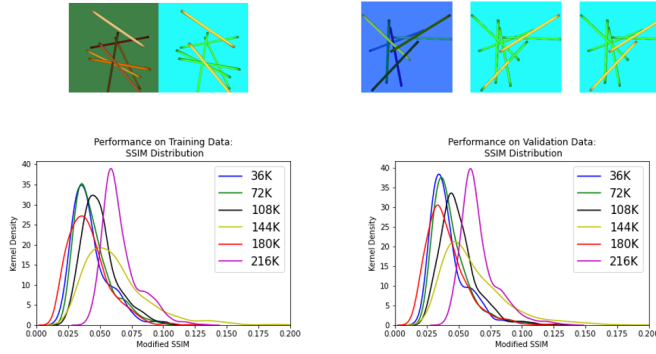 Performance on Training Data:
SSIM Distribution
Kernel Density
40
35
30
25
20
15
10
5
0
36K
72K
108K
144K
180K
216K
0.000 0.025 0.050 0.075 0.100 0.125 0.150 0.175 0.200
Modified SSIM
Performance on Validation Data:
SSIM Distribution
Kernel Density
40
35
30
25
20
15
10
5
0
36K
72K
108K
144K
180K
216K
0.000 0.025 0.050 0.075 0.100 0.125 0.150 0.175 0.200
Modified SSIM